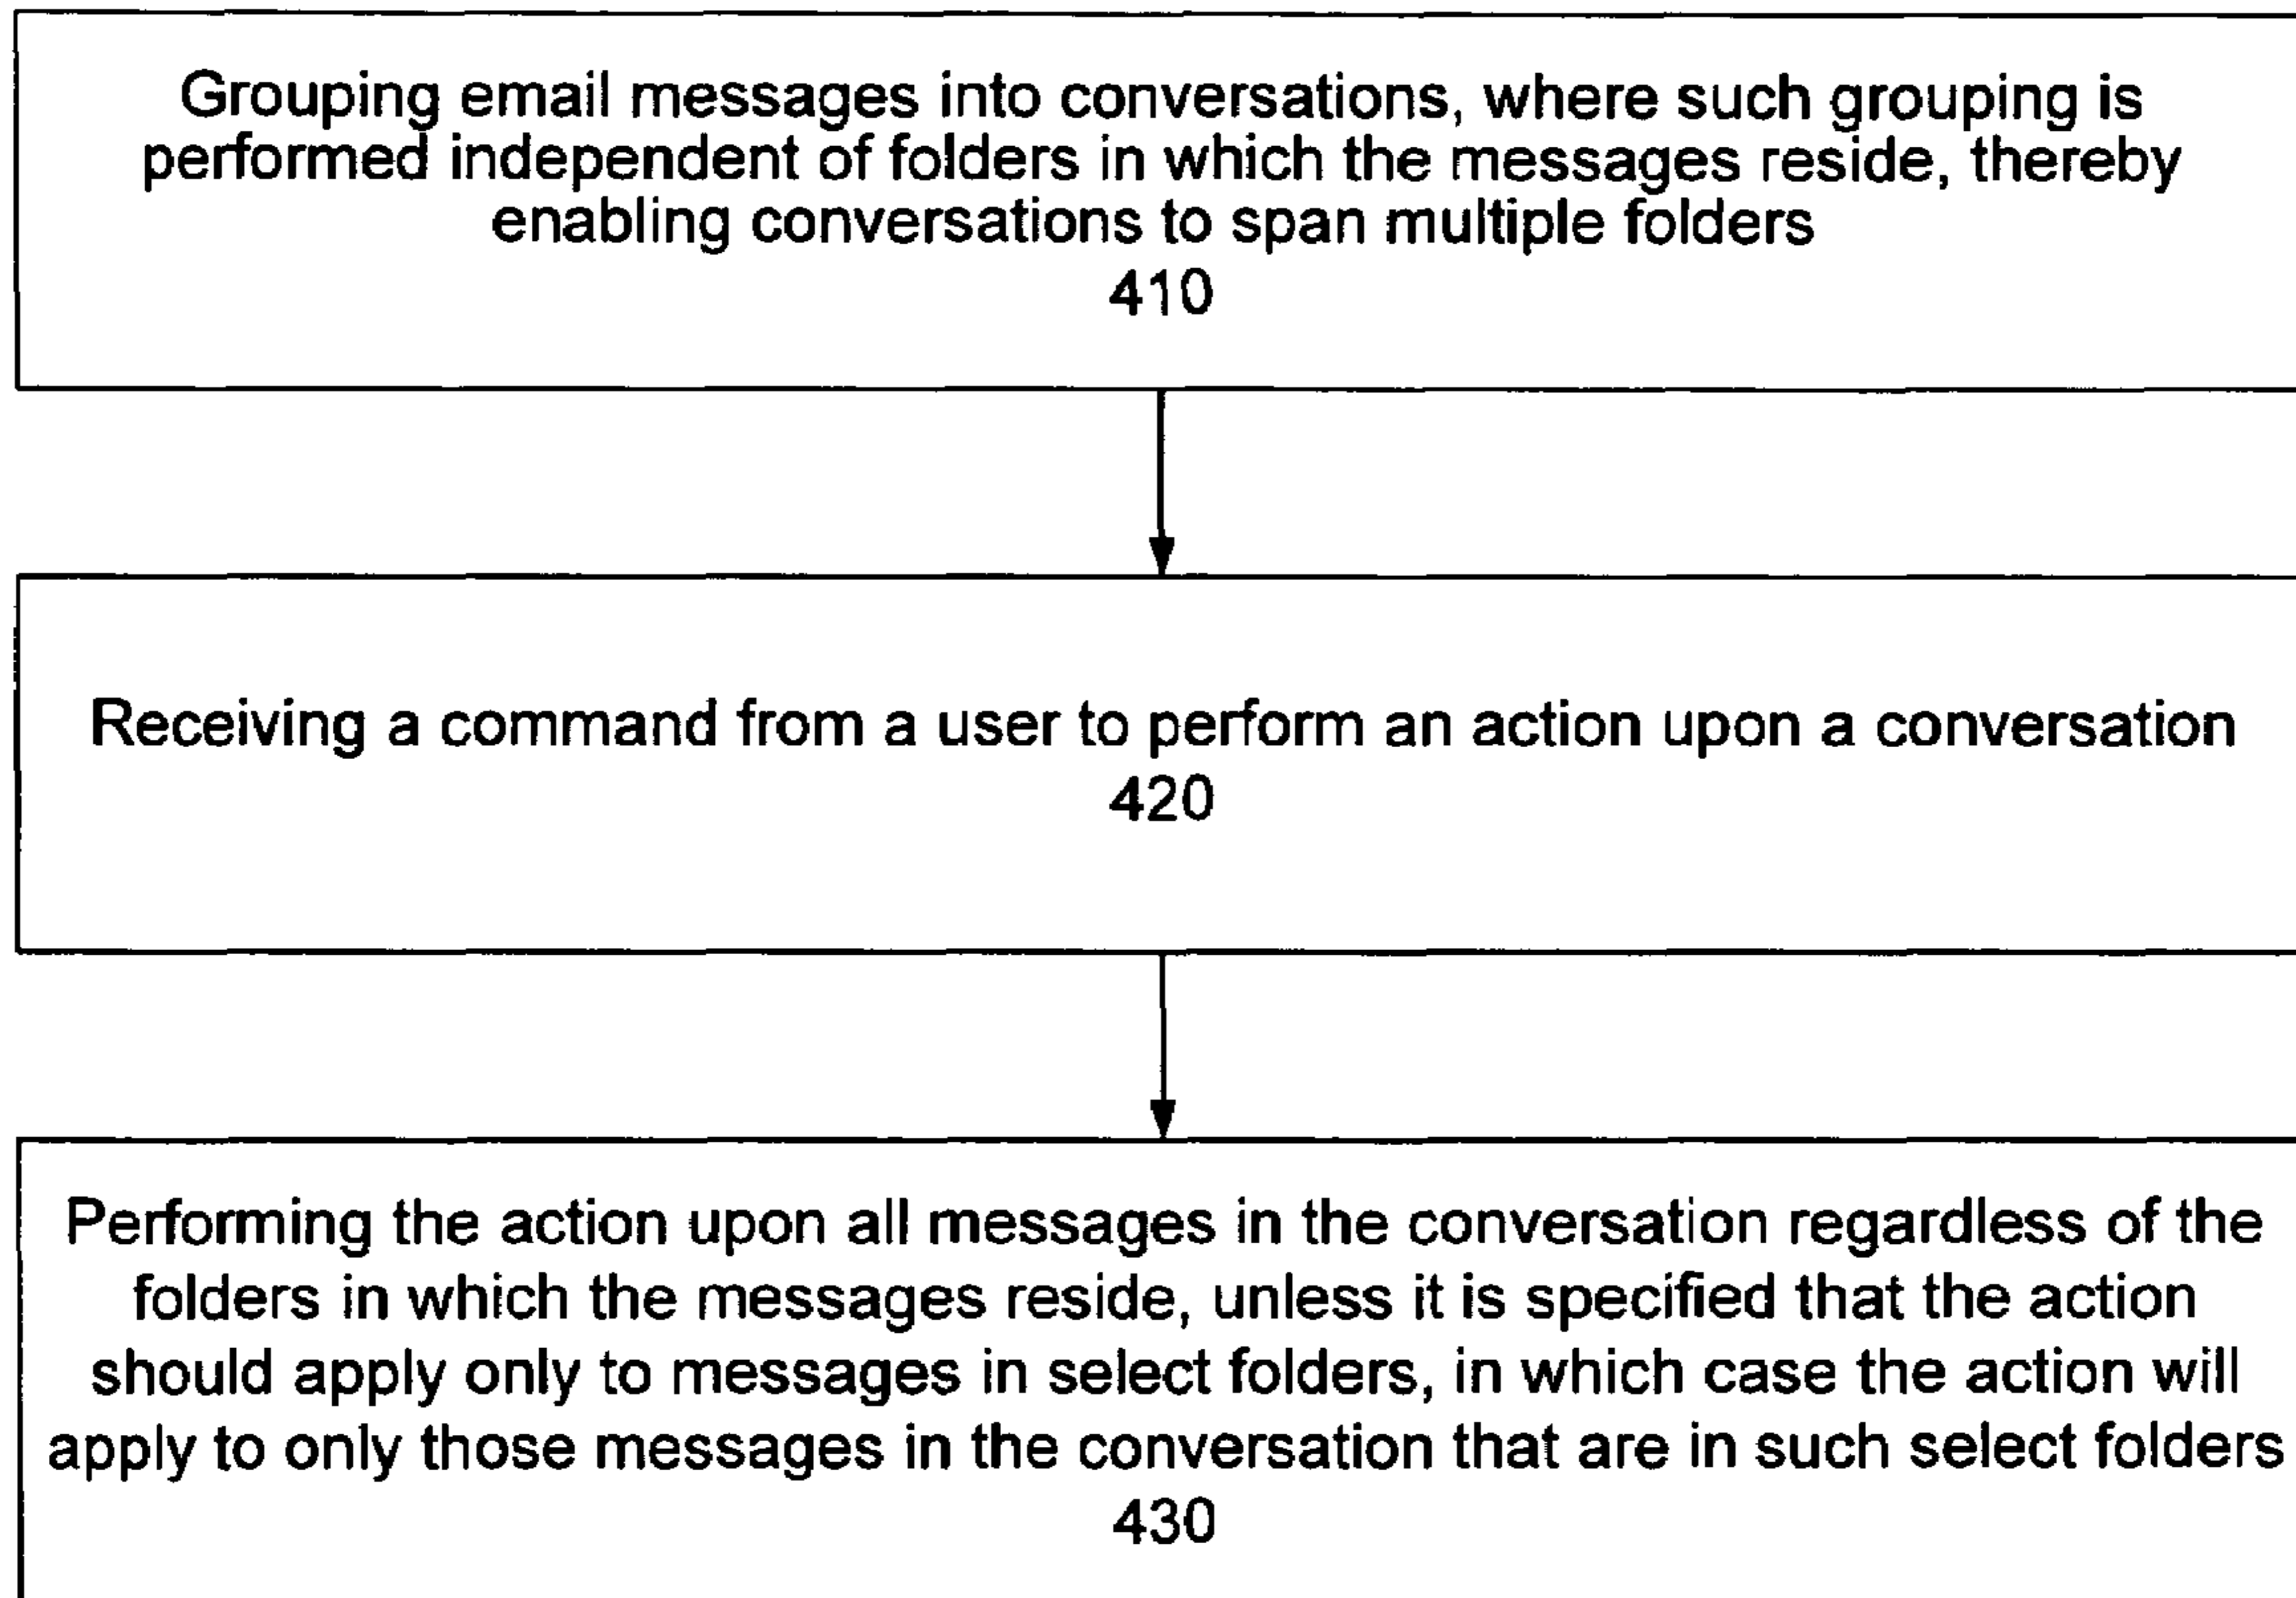 Grouping email messages into conversations, where such grouping is
performed independent of folders in which the messages reside, thereby
enabling conversations to span multiple folders
410
Receiving a command from a user to perform an action upon a conversation
420
Performing the action upon all messages in the conversation regardless of the
folders in which the messages reside, unless it is specified that the action
should apply only to messages in select folders, in which case the action will
apply to only those messages in the conversation that are in such select folders
430